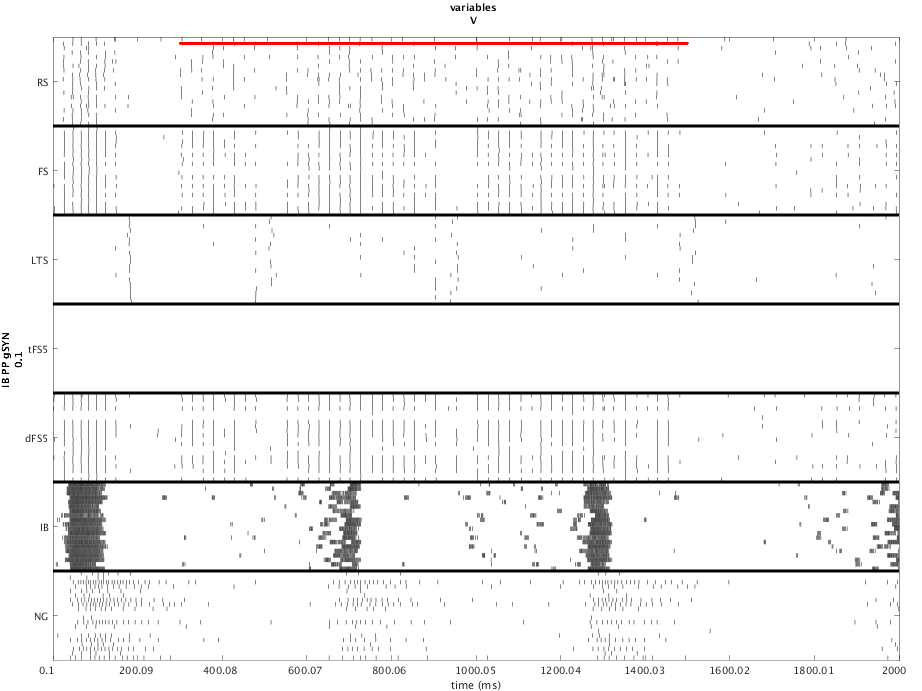 variables
V
RS
FS
LTS
tFS5
dFS5
IB
NG
IB PP gSYN
0.1
0.1 200.09 400.08 600.07 800.06 1000.05 1200.04 1400.03 1600.02 1800.01 2000
time (ms)